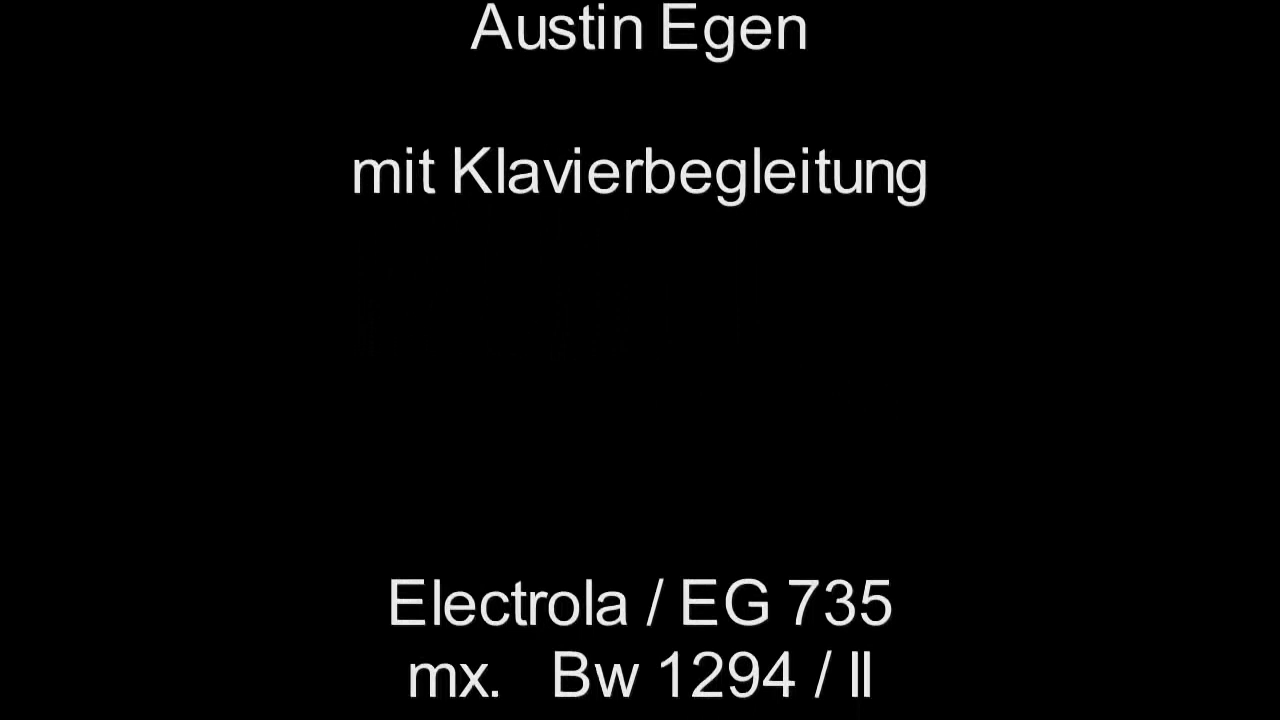 Austin Egen
mit Klavierbegleitung
Electrola / EG 735
mx. Bw 1294 / II